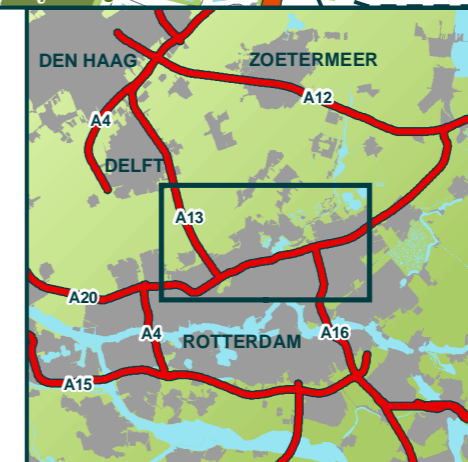 DEN HAAG
ZOETERMEER
A12
A4
DELFT
A13
A20
A4
ROTTERDAM
A16
A15